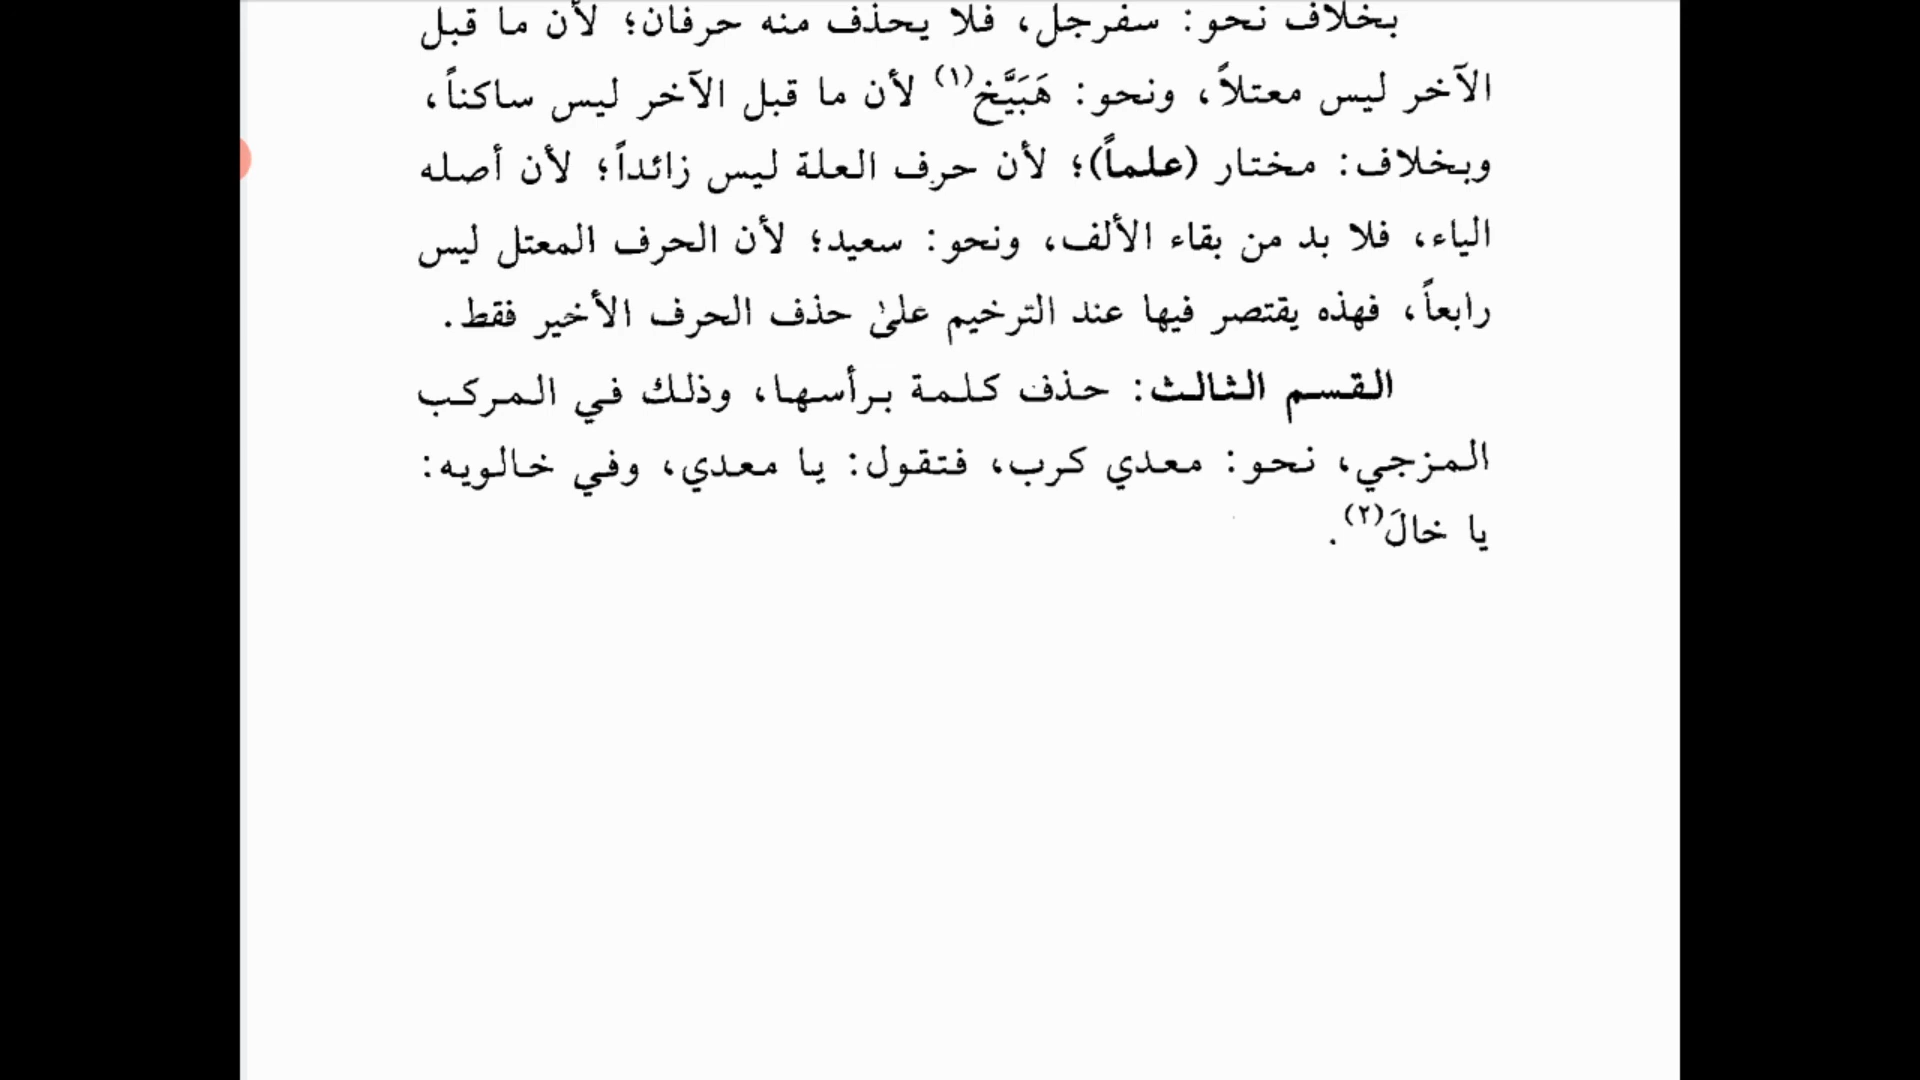 بخلاف نحو: سفرجل، فلا يحذف منه حرفان؛ لأن ما قبل
الآخر ليس معتلاً، ونحو: هَبَيَّخ(١) لأن ما قبل الآخر ليس ساكناً،
وبخلاف: مختار (علماً)؛ لأن حرف العلة ليس زائداً؛ لأن أصله
الياء، فلا بد من بقاء الألف، ونحو: سعيد؛ لأن الحرف المعتل ليس
رابعاً، فهذه يقتصر فيها عند الترخيم علىٰ حذف الحرف الأخير فقط.
القسم الثالث: حذف كلمة برأسها، وذلك في المركب
المزجي، نحو: معدي كرب، فتقول: يا معدي، وفي خالويه:
يا خالَ(٢).